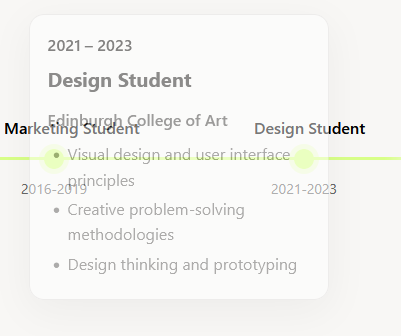 2021 – 2023
Design Student
Edinburgh College of Art
Marketing Student
Design Student
• Visual design and user interface
principles
2016-2019
2021-2023
• Creative problem-solving
methodologies
• Design thinking and prototyping